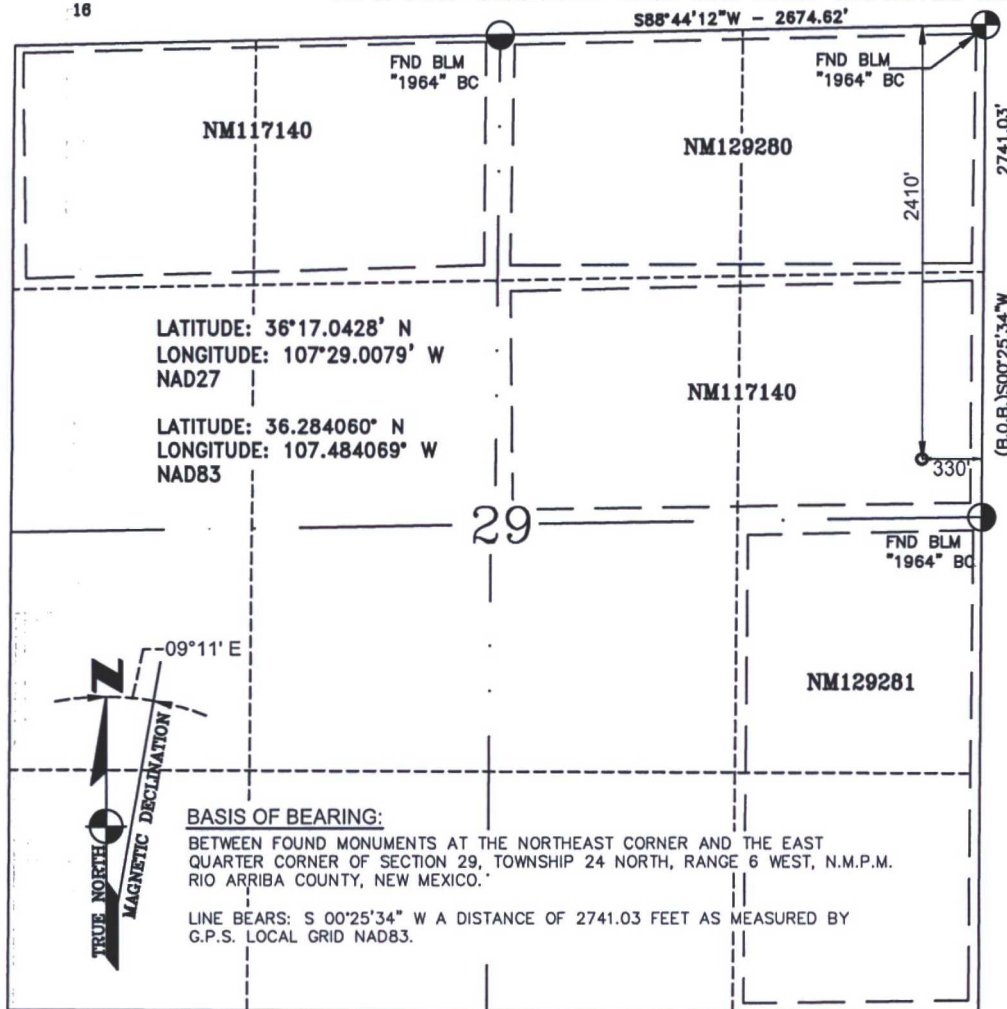 16
S88°44'12"W - 2674.62'
FND BLM
"1964" BC
FND BLM
"1964" BC
NM117140
NM129280
2741.03'
2410'
(B.O.B.)S00°25'34"W
LATITUDE: 36°17.0428' N
LONGITUDE: 107°29.0079' W
NAD27
LATITUDE: 36.284060° N
LONGITUDE: 107.484069° W
NAD83
NM117140
330'
29
FND BLM
"1964" BC
09°11' E
N
NM129281
TRUE NORTH
MAGNETIC DECLINATION
BASIS OF BEARING:
BETWEEN FOUND MONUMENTS AT THE NORTHEAST CORNER AND THE EAST
QUARTER CORNER OF SECTION 29, TOWNSHIP 24 NORTH, RANGE 6 WEST, N.M.P.M.
RIO ARRIBA COUNTY, NEW MEXICO.
LINE BEARS: S 00°25'34" W A DISTANCE OF 2741.03 FEET AS MEASURED BY
G.P.S. LOCAL GRID NAD83.